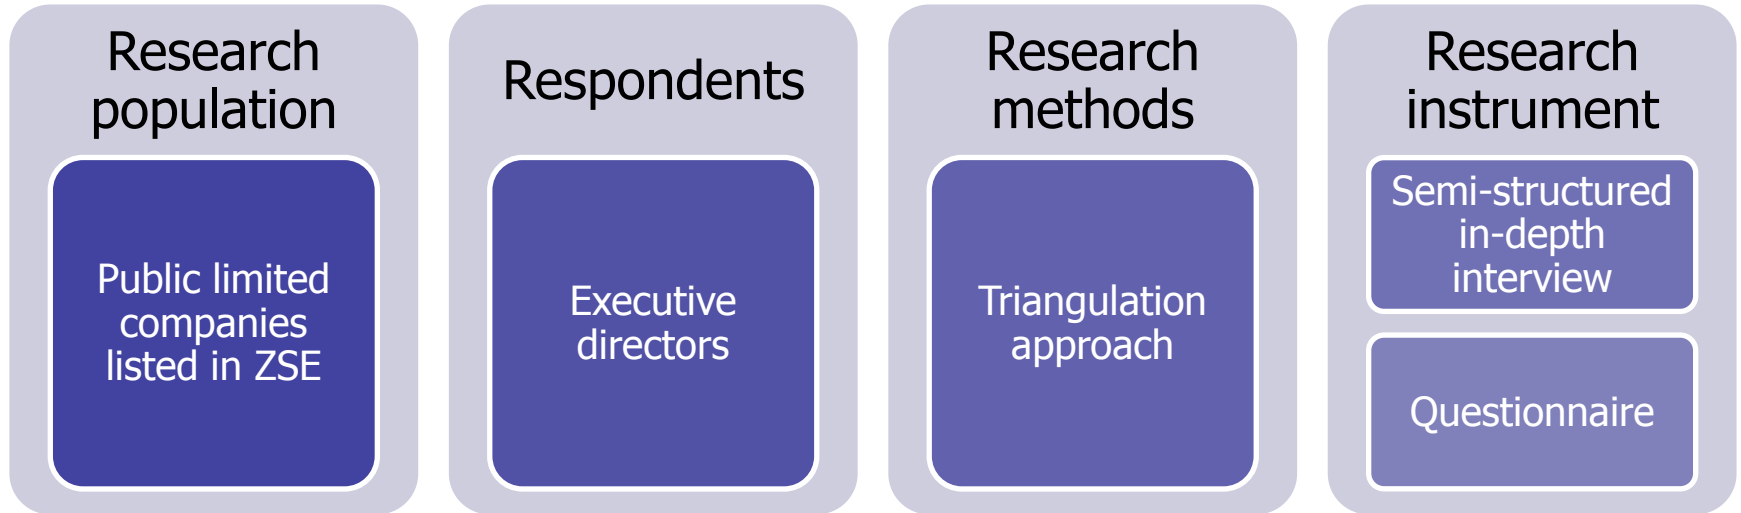 Research
population
Public limited
companies
listed in ZSE
Respondents
Executive
directors
Research
methods
Triangulation
approach
Research
instrument
Semi-structured
in-depth
interview
Questionnaire